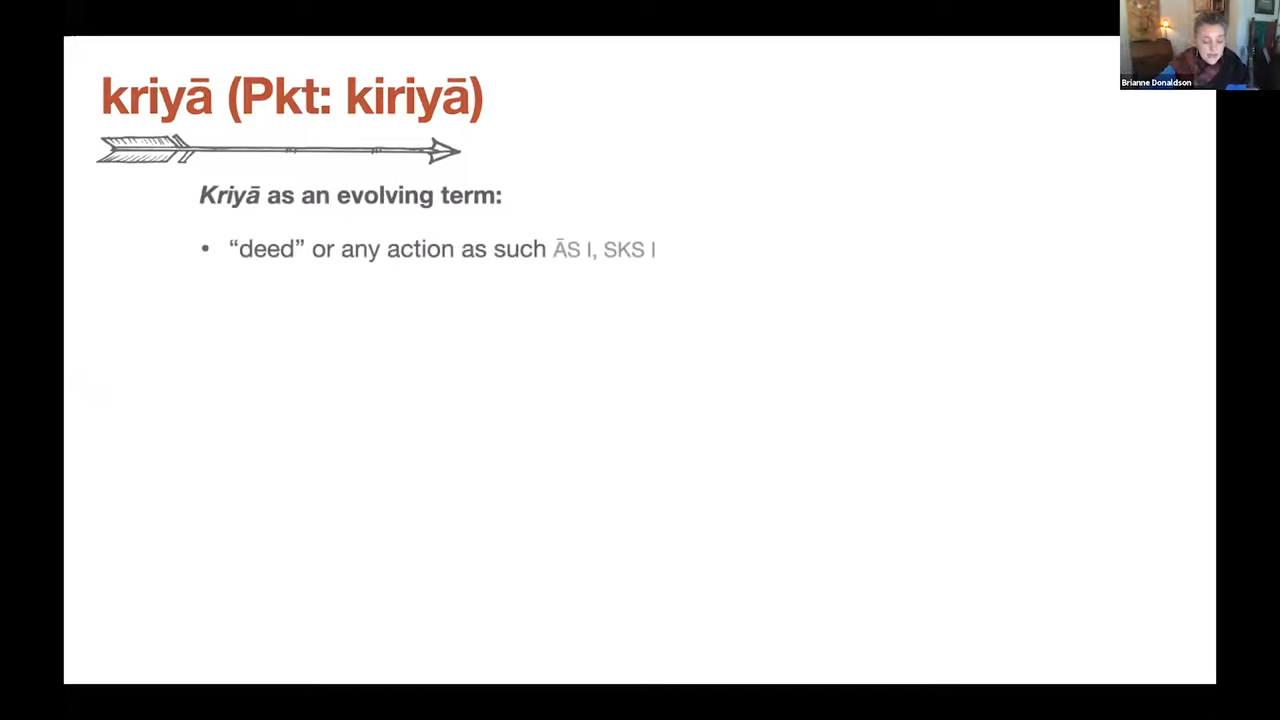 kriyā (Pkt: kiriyā)
Kriyā as an evolving term:
• “deed” or any action as such ĀS I, SKS I
Brianne Donaldson